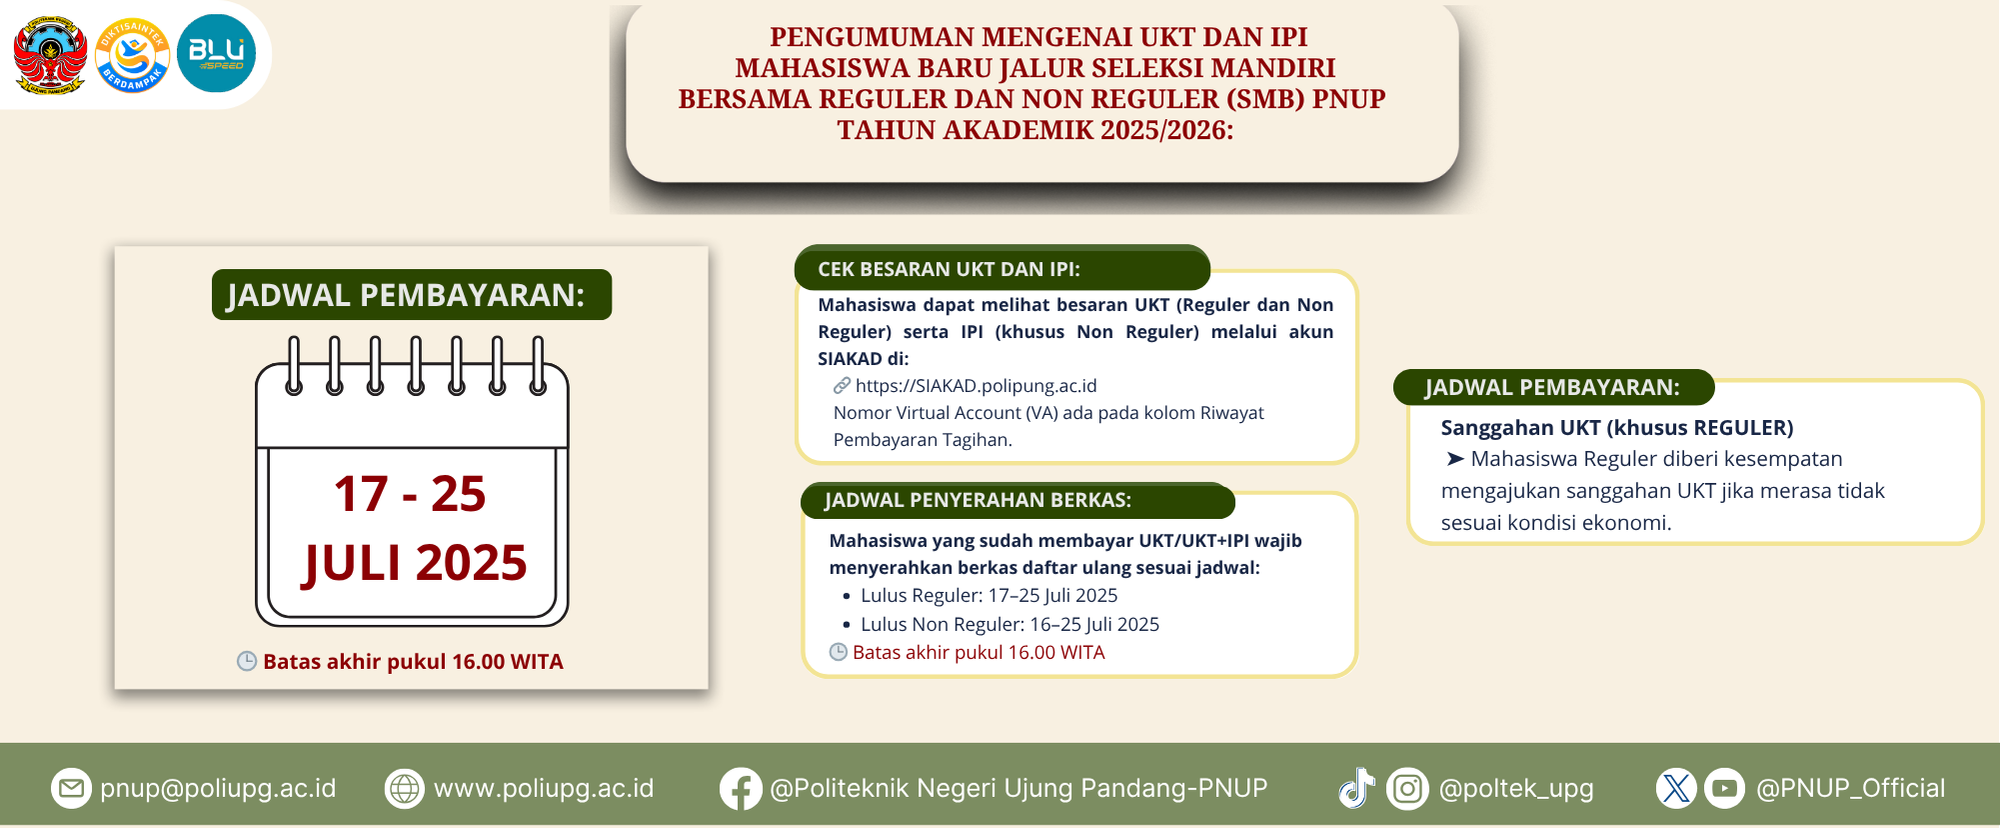 POLITEKNIK NEGERI
UJUNG PANDANG
DIKTISAINTEK
BERDAMPAK
BLU
SPEED
PENGUMUMAN MENGENAI UKT DAN IPI
MAHASISWA BARU JALUR SELEKSI MANDIRI
BERSAMA REGULER DAN NON REGULER (SMB) PNUP
TAHUN AKADEMIK 2025/2026:
JADWAL PEMBAYARAN:
17 - 25
JULI 2025
Batas akhir pukul 16.00 WITA
CEK BESARAN UKT DAN IPI:
Mahasiswa dapat melihat besaran UKT (Reguler dan Non
Reguler) serta IPI (khusus Non Reguler) melalui akun
SIAKAD di:
https://SIAKAD.polipung.ac.id
Nomor Virtual Account (VA) ada pada kolom Riwayat
Pembayaran Tagihan.
JADWAL PENYERAHAN BERKAS:
Mahasiswa yang sudah membayar UKT/UKT+IPI wajib
menyerahkan berkas daftar ulang sesuai jadwal:
• Lulus Reguler: 17–25 Juli 2025
• Lulus Non Reguler: 16–25 Juli 2025
Batas akhir pukul 16.00 WITA
JADWAL PEMBAYARAN:
Sanggahan UKT (khusus REGULER)
➤ Mahasiswa Reguler diberi kesempatan
mengajukan sanggahan UKT jika merasa tidak
sesuai kondisi ekonomi.
pnup@poliupg.ac.id
www.poliupg.ac.id
@Politeknik Negeri Ujung Pandang-PNUP
@poltek_upg
@PNUP_Official